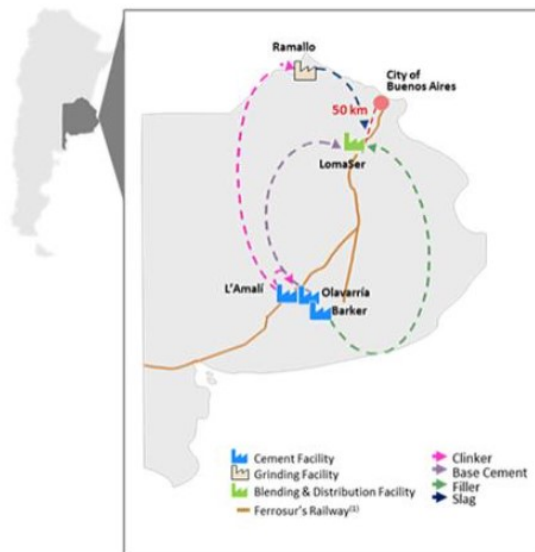 Ramallo
City of
Buenos Aires
50 km
LomaSer
L'Amalí
Olavarría
Barker
Cement Facility
Grinding Facility
Blending & Distribution Facility
Ferrosur's Railway(1)
Clinker
Base Cement
Filler
Slag